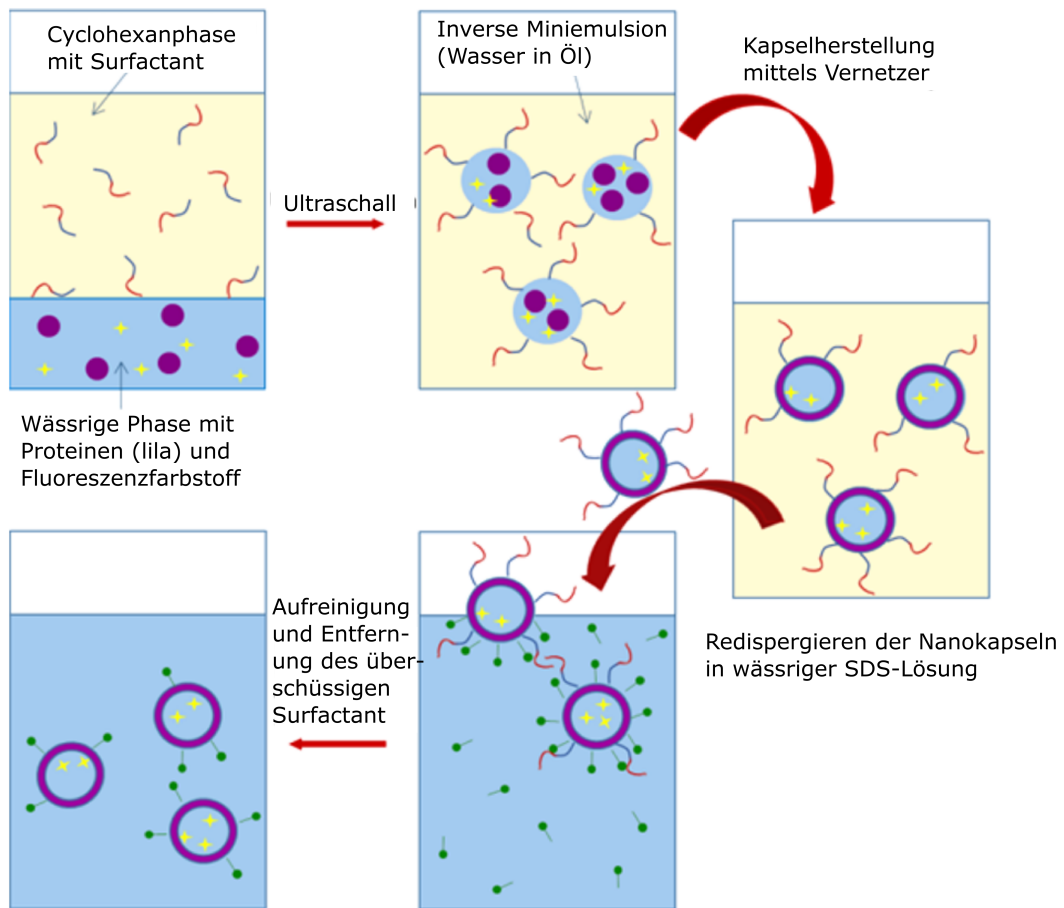 Cyclohexanphase
mit Surfactant
Inverse Miniemulsion
(Wasser in Öl)
Kapselherstellung
mittels Vernetzer
Ultraschall
Wässrige Phase mit
Proteinen (lila) und
Fluoreszenzfarbstoff
Redispergieren der Nanokapseln
in wässriger SDS-Lösung
Aufreinigung
und Entfern-
ung des über-
schüssigen
Surfactant